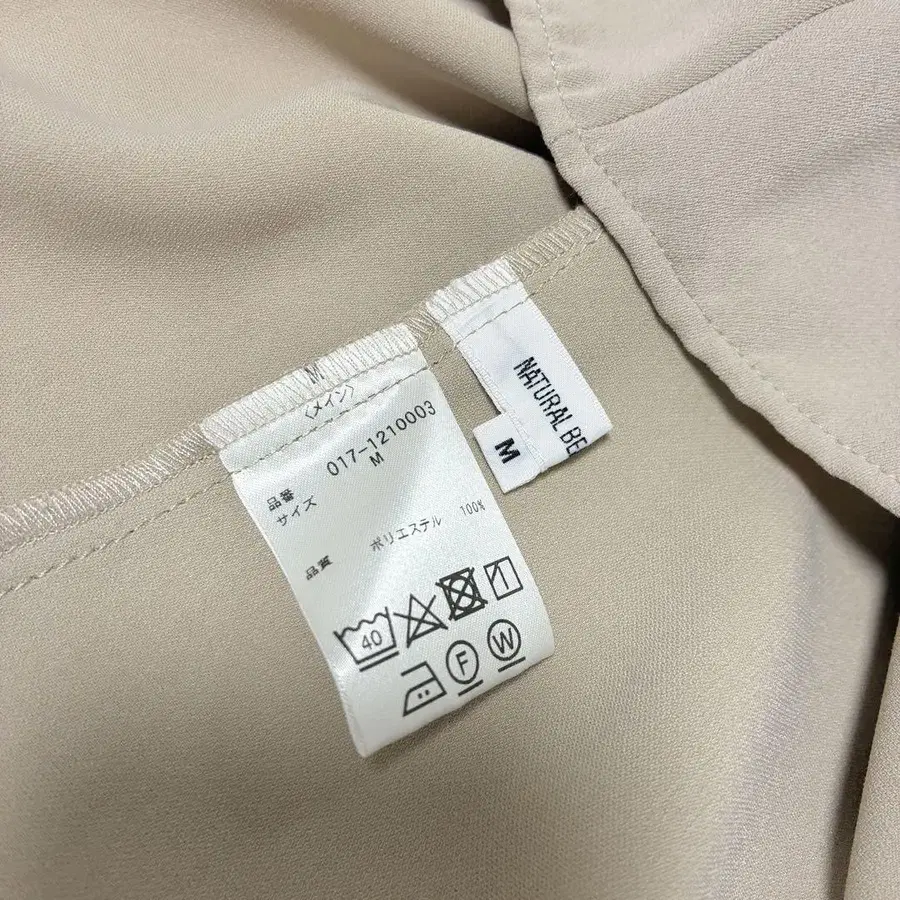 M
〈メイン〉
品番 017-1210003
サイズ M
品質 ポリエステル 100%
40
F W
NATURAL BE
M